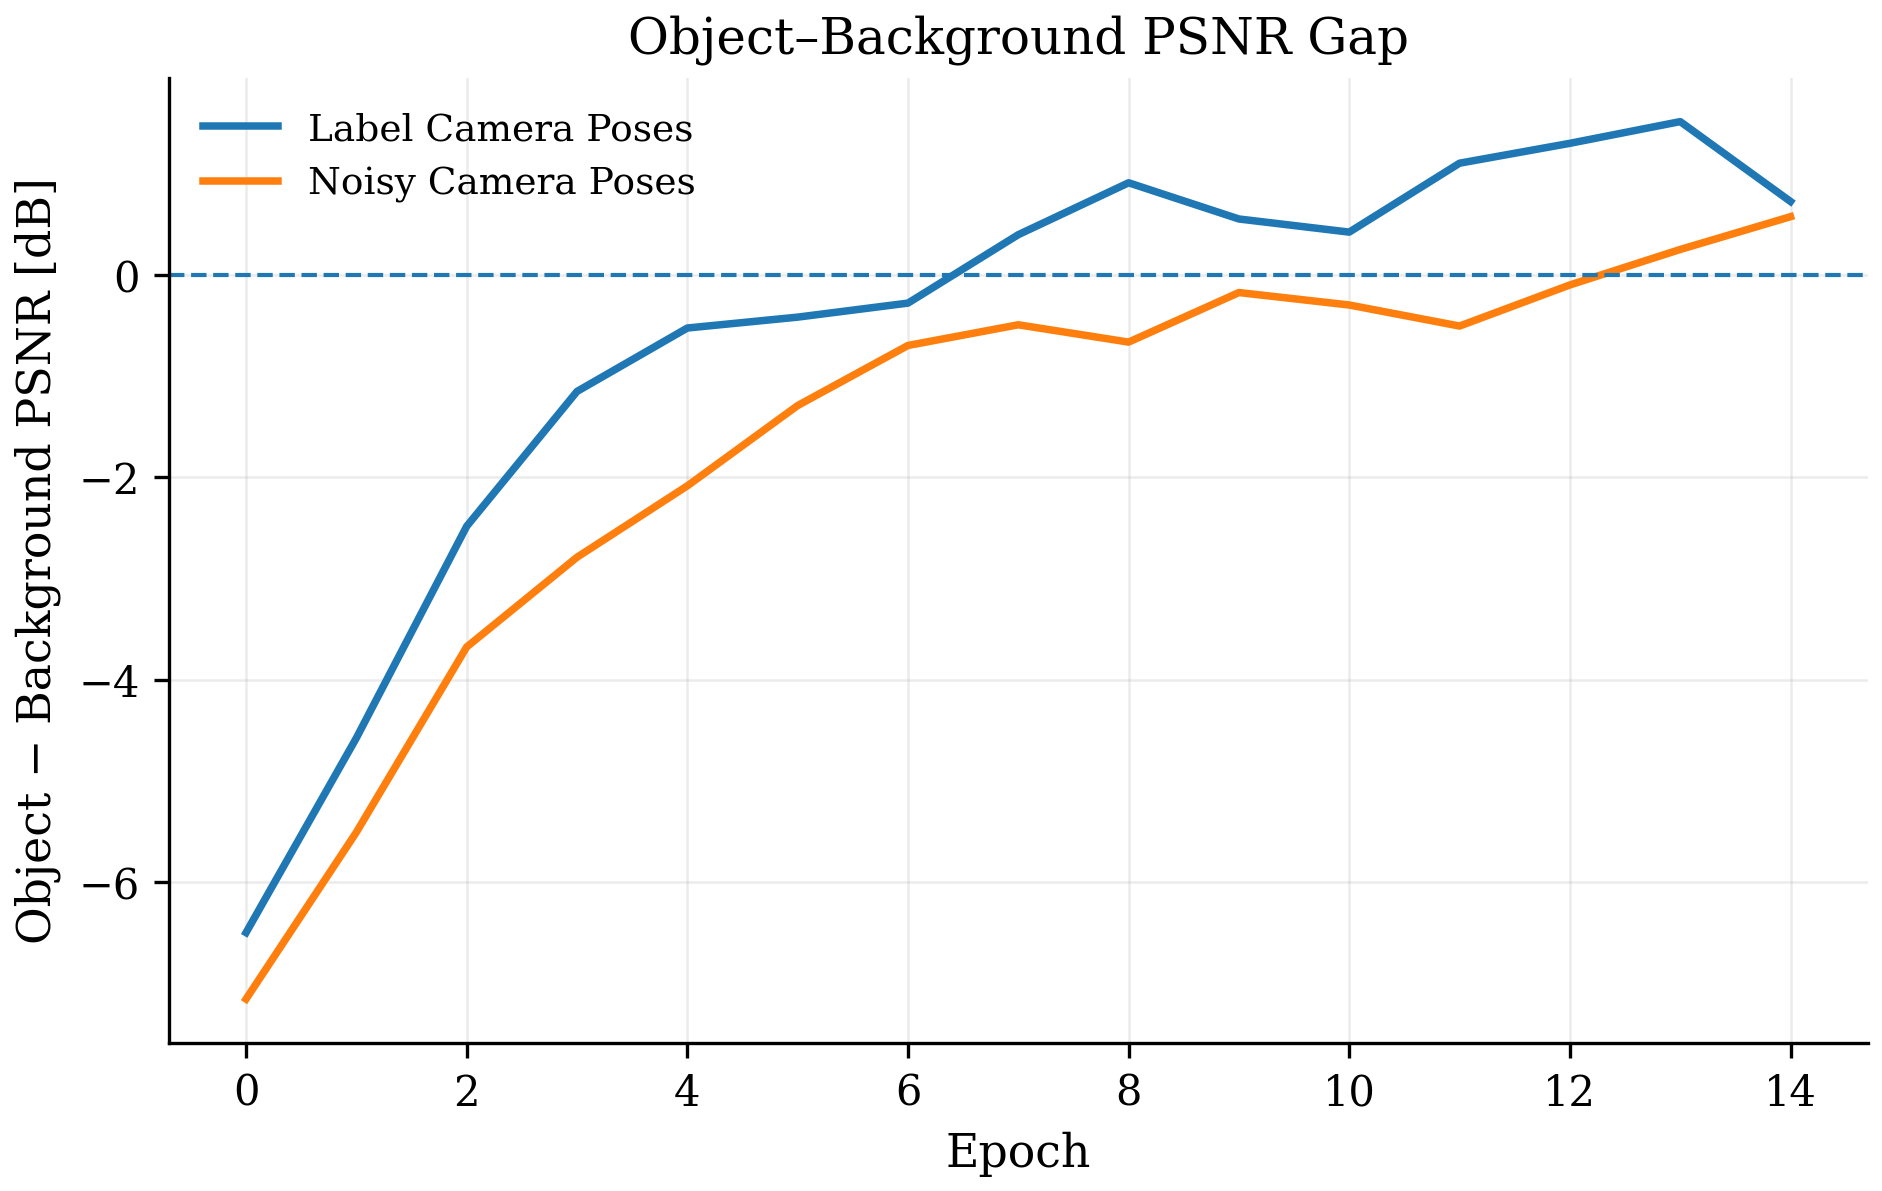 Object–Background PSNR Gap
Label Camera Poses
Noisy Camera Poses
Object − Background PSNR [dB]
0
−2
−4
−6
0 2 4 6 8 10 12 14
Epoch